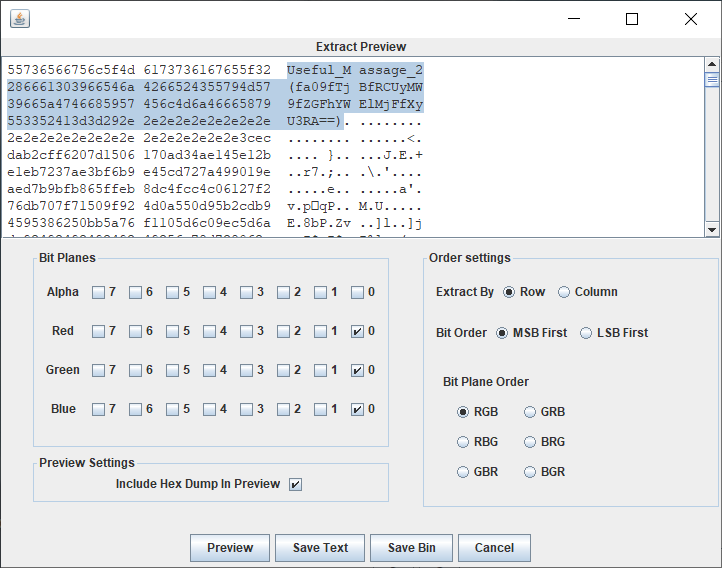 Extract Preview
55736566756c5f4d 6173736167655f32 Useful_M assage_2
286661303966546a 4266524355794d57 (fa09fTj BfRCUyMW
39665a4746685957 456c4d6a46665879 9fZGFhYW ElMjFfXy
553352413d3d292e 2e2e2e2e2e2e2e2e U3RA==). ........
2e2e2e2e2e2e2e2e 2e2e2e2e2e2e3cec ........ ......<.
dab2cff6207d1506 170ad34ae145e12b .... }.. ...J.E.+
e1eb7237ae3bf6b9 e45cd727a499019e ..r7.;.. .\.'....
aed7b9bfb865ffeb 8dc4fcc4c06127f2 .....e.. .....a'.
76db707f71509f92 4d0a550d95b2cdb9 v.p▯qP.. M.U.....
4595386250bb5a76 f1105d6c09ec5d6a E.8bP.Zv ..]l..]j
Bit Planes
Alpha 7 6 5 4 3 2 1 0
Red 7 6 5 4 3 2 1 0
Green 7 6 5 4 3 2 1 0
Blue 7 6 5 4 3 2 1 0
Preview Settings
Include Hex Dump In Preview
Order settings
Extract By Row Column
Bit Order MSB First LSB First
Bit Plane Order
RGB GRB
RBG BRG
GBR BGR
Preview Save Text Save Bin Cancel